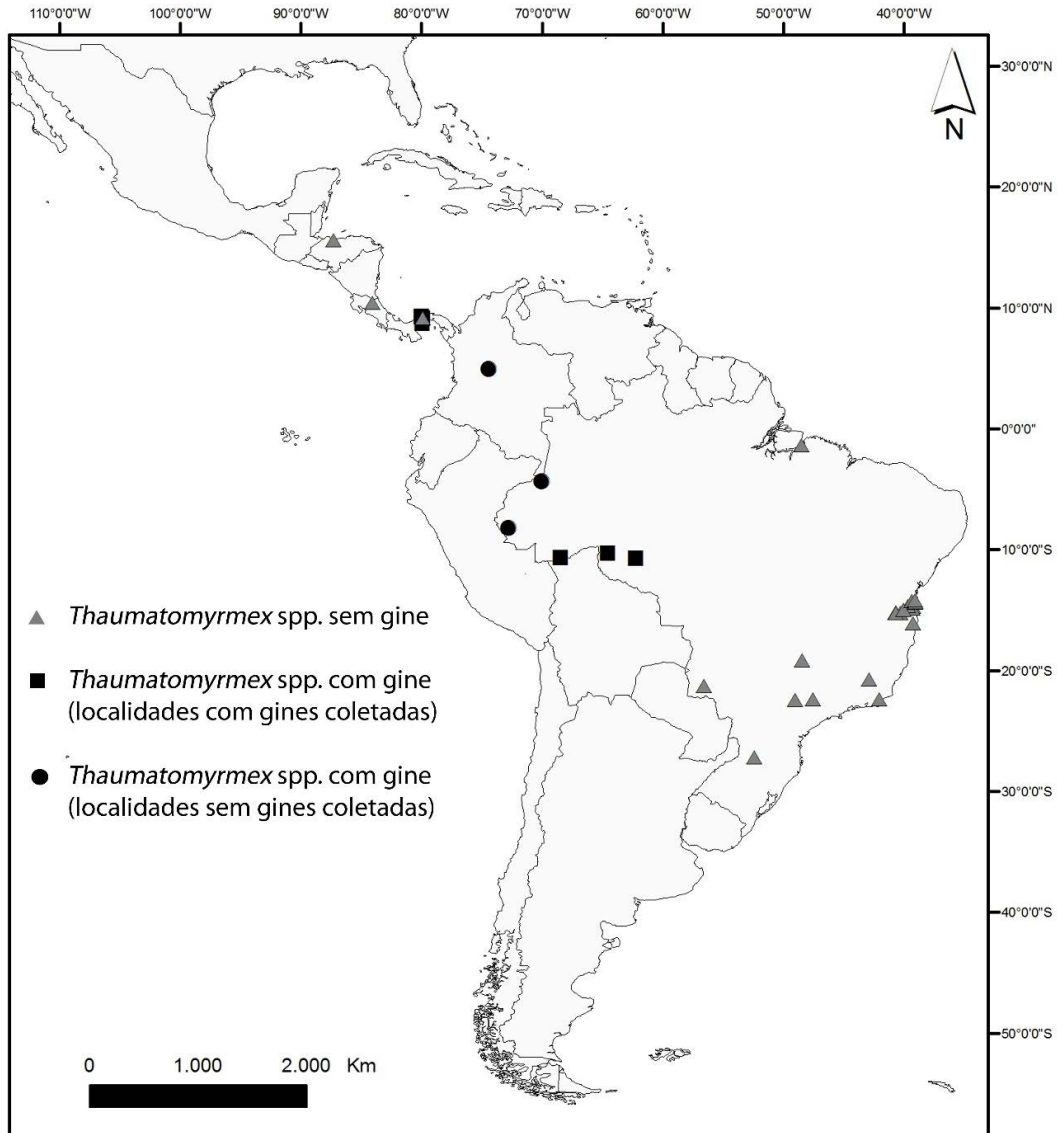 110°0'0"W 100°0'0"W 90°0'0"W 80°0'0"W 70°0'0"W 60°0'0"W 50°0'0"W 40°0'0"W
30°0'0"N
N
20°0'0"N
10°0'0"N
0°0'0"
10°0'0"S
Thaumatomyrmex spp. sem gine
Thaumatomyrmex spp. com gine
(localidades com gines coletadas)
20°0'0"S
Thaumatomyrmex spp. com gine
(localidades sem gines coletadas)
30°0'0"S
40°0'0"S
50°0'0"S
0 1.000 2.000 Km